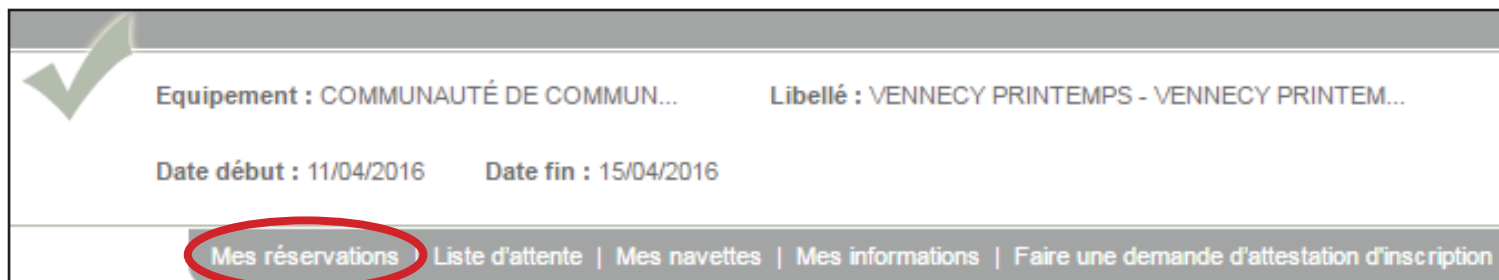 Equipement : COMMUNAUTÉ DE COMMUN... Libellé : VENNECY PRINTEMPS - VENNECY PRINTEM...
Date début : 11/04/2016 Date fin : 15/04/2016
Mes réservations | Liste d'attente | Mes navettes | Mes informations | Faire une demande d'attestation d'inscription